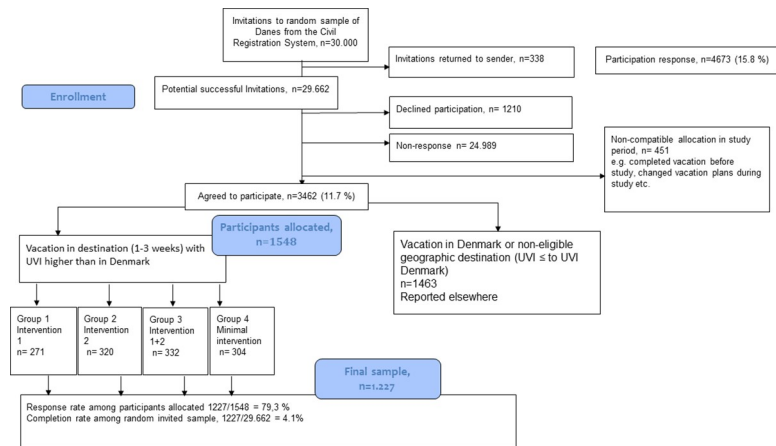 Invitations to random sample of
Danes from the Civil
Registration System, n=30.000
Invitations returned to sender, n=338
Participation response, n=4673 (15.8 %)
Enrollment
Potential successful Invitations, n=29.662
Declined participation, n= 1210
Non-response n= 24.989
Non-compatible allocation in study
period, n= 451
e.g. completed vacation before
study, changed vacation plans during
study etc.
Agreed to participate, n=3462 (11.7 %)
Participants allocated,
n=1548
Vacation in destination (1-3 weeks) with
UVI higher than in Denmark
Vacation in Denmark or non-eligible
geographic destination (UVI ≤ to UVI
Denmark)
n=1463
Reported elsewhere
Group 1
Intervention
1
n= 271
Group 2
Intervention
2
n= 320
Group 3
Intervention
1+2
n= 332
Group 4
Minimal
intervention
n= 304
Final sample,
n=1.227
Response rate among participants allocated 1227/1548 = 79,3 %
Completion rate among random invited sample, 1227/29.662 = 4.1%